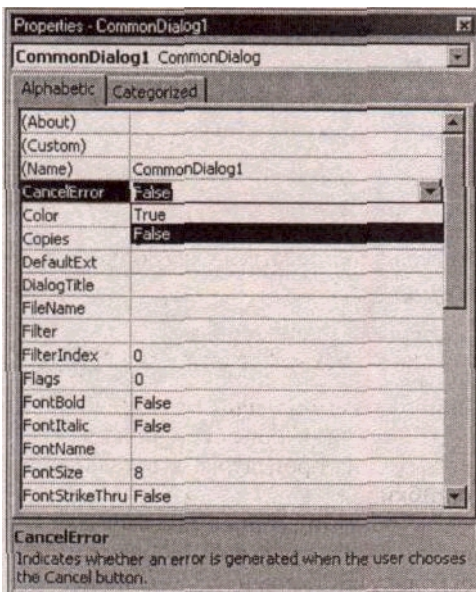 Properties - CommonDialog1
CommonDialog1 CommonDialog
Alphabetic Categorized
(About)
(Custom)
(Name) CommonDialog1
CancelError False
Color True
Copies False
DefaultExt
DialogTitle
FileName
Filter
FilterIndex 0
Flags 0
FontBold False
FontItalic False
FontName
FontSize 8
FontStrikeThru False
CancelError
Indicates whether an error is generated when the user chooses
the Cancel button.